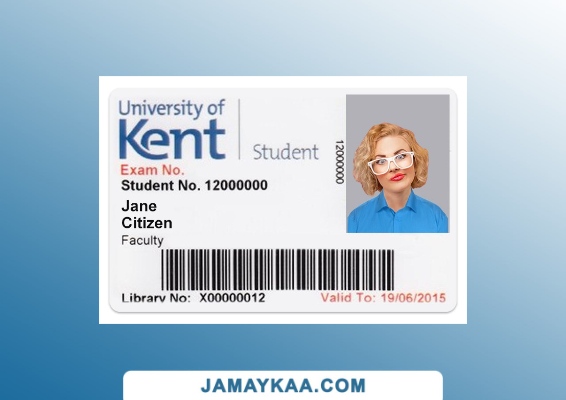 University of
Kent
Student
Exam No.
Student No. 12000000
12000000
Jane
Citizen
Faculty
Library No: X00000012
Valid To: 19/06/2015
JAMAYKAA.COM